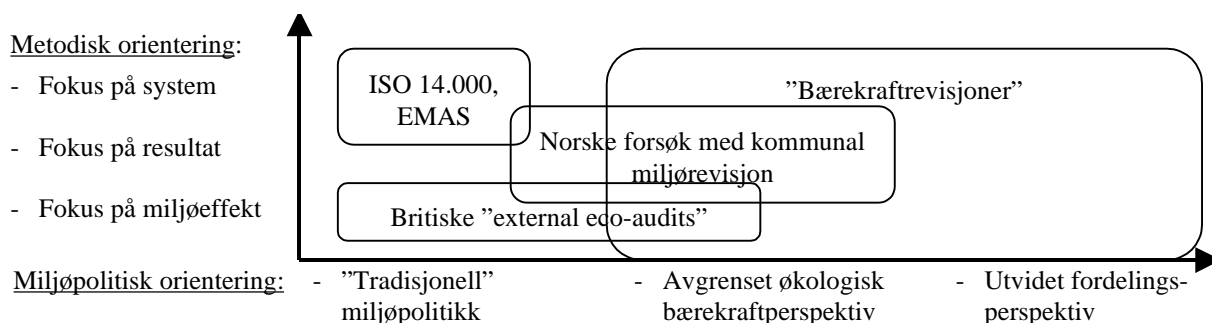 Metodisk orientering:
- Fokus på system
- Fokus på resultat
- Fokus på miljøeffekt
ISO 14.000,
EMAS
”Bærekraftrevisjoner”
Norske forsøk med kommunal
miljørevisjon
Britiske ”external eco-audits”
Miljøpolitisk orientering:
- ”Tradisjonell”
miljøpolitikk
- Avgrenset økologisk
bærekraftperspektiv
- Utvidet fordelings-
perspektiv